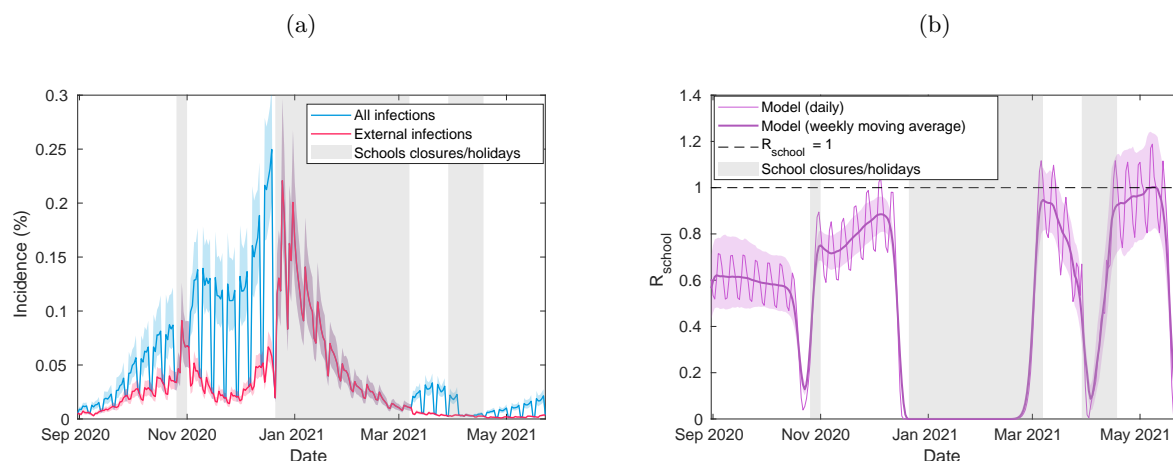 (a)
0.3
0.25
0.2
0.15
0.1
0.05
0
Incidence (%)
All infections
External infections
Schools closures/holidays
Sep 2020 Nov 2020 Jan 2021 Mar 2021 May 2021
Date
(b)
1.4
1.2
1
0.8
0.6
0.4
0.2
0
R_school
Model (daily)
Model (weekly moving average)
R_school = 1
School closures/holidays
Sep 2020 Nov 2020 Jan 2021 Mar 2021 May 2021
Date